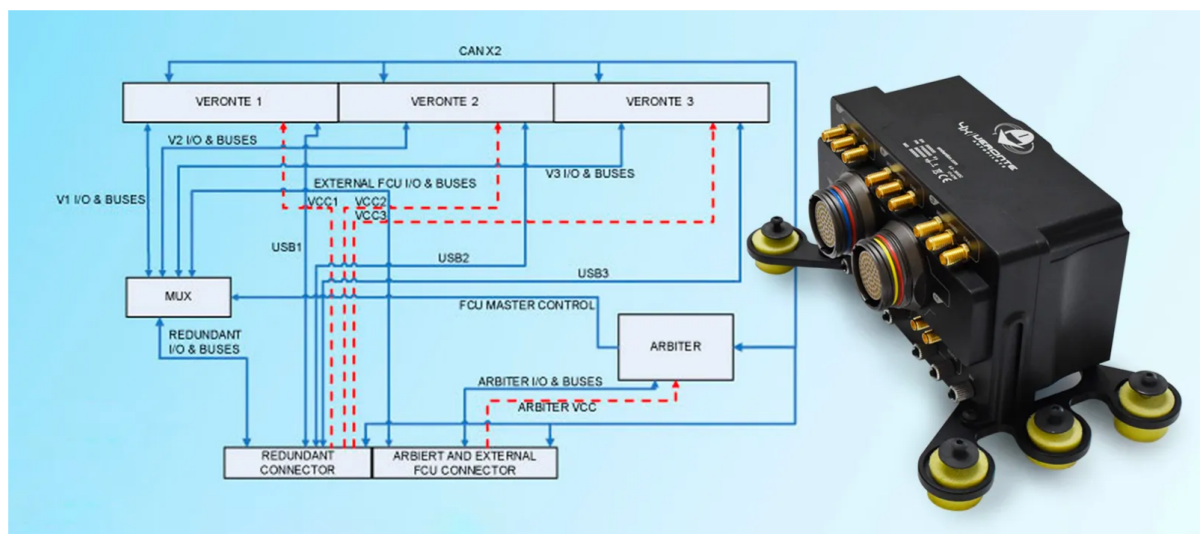 CAN X2
VERONTE 1
VERONTE 2
VERONTE 3
V2 I/O & BUSES
V3 I/O & BUSES
EXTERNAL FCU I/O & BUSES
V1 I/O & BUSES
VCC1
VCC2
VCC3
USB1
USB2
USB3
MUX
FCU MASTER CONTROL
REDUNDANT
I/O & BUSES
ARBITER
ARBITER I/O & BUSES
ARBITER VCC
REDUNDANT
CONNECTOR
ARBIERT AND EXTERNAL
FCU CONNECTOR
4X VERONTE